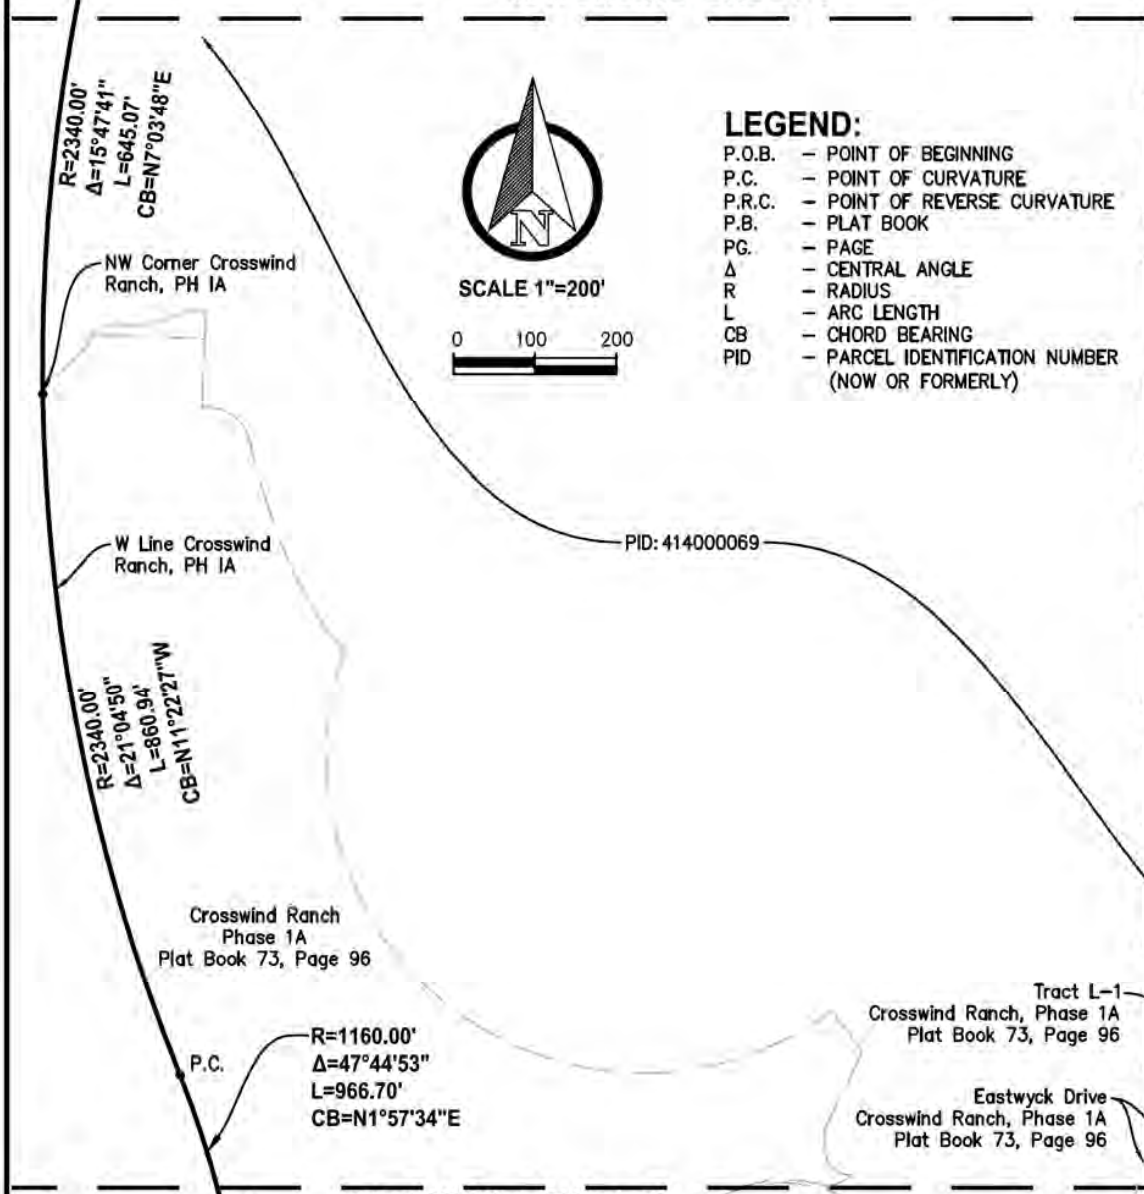 R=2340.00'
Δ=15°47'41"
L=645.07'
CB=N7°03'48"E
N
SCALE 1"=200'
0 100 200
LEGEND:
P.O.B. – POINT OF BEGINNING
P.C. – POINT OF CURVATURE
P.R.C. – POINT OF REVERSE CURVATURE
P.B. – PLAT BOOK
PG. – PAGE
Δ – CENTRAL ANGLE
R – RADIUS
L – ARC LENGTH
CB – CHORD BEARING
PID – PARCEL IDENTIFICATION NUMBER
(NOW OR FORMERLY)
NW Corner Crosswind
Ranch, PH IA
W Line Crosswind
Ranch, PH IA
PID: 414000069
R=2340.00'
Δ=21°04'50"
L=860.94'
CB=N11°22'27"W
Crosswind Ranch
Phase 1A
Plat Book 73, Page 96
P.C.
R=1160.00'
Δ=47°44'53"
L=966.70'
CB=N1°57'34"E
Tract L–1
Crosswind Ranch, Phase 1A
Plat Book 73, Page 96
Eastwyck Drive
Crosswind Ranch, Phase 1A
Plat Book 73, Page 96